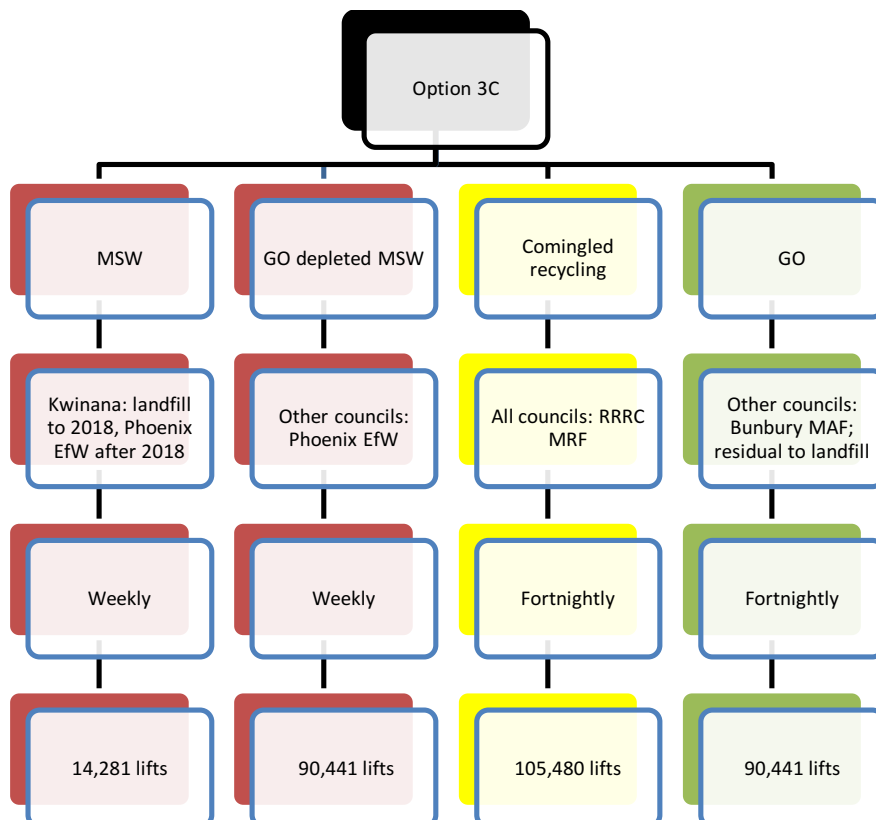 Option 3C
MSW
GO depleted MSW
Comingled
recycling
GO
Kwinana: landfill
to 2018, Phoenix
EfW after 2018
Other councils:
Phoenix EfW
All councils: RRRC
MRF
Other councils:
Bunbury MAF;
residual to landfill
Weekly
Weekly
Fortnightly
Fortnightly
14,281 lifts
90,441 lifts
105,480 lifts
90,441 lifts